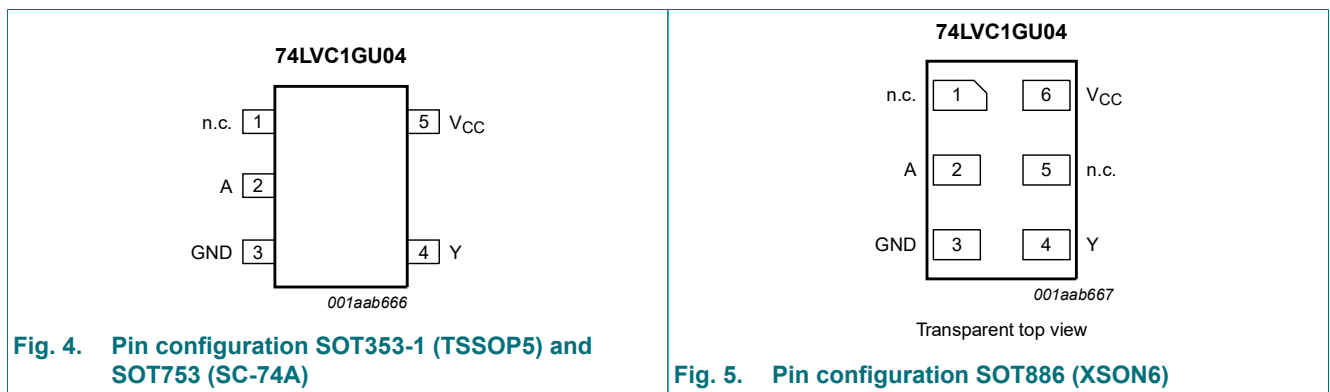 74LVC1GU04
n.c. 1
5 VCC
A 2
GND 3
4 Y
001aab666
Fig. 4. Pin configuration SOT353-1 (TSSOP5) and
SOT753 (SC-74A)
74LVC1GU04
n.c. 1
6 VCC
A 2
5 n.c.
GND 3
4 Y
001aab667
Transparent top view
Fig. 5. Pin configuration SOT886 (XSON6)